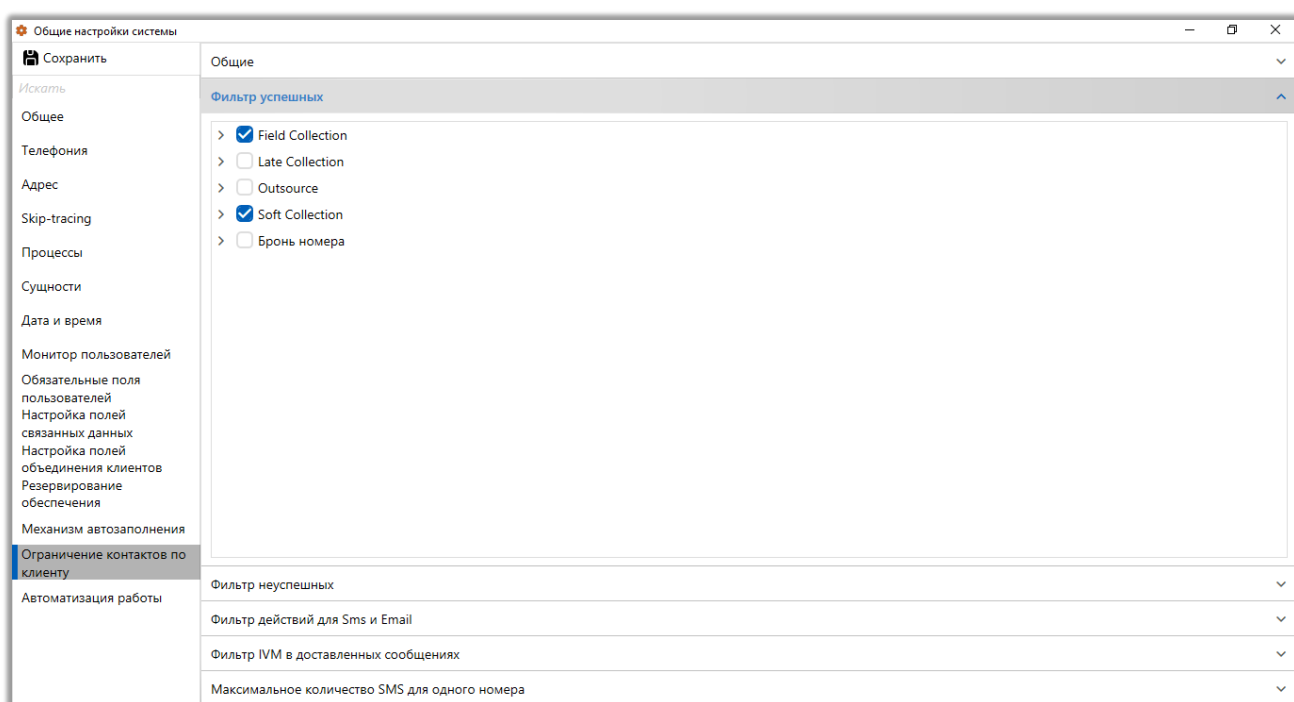 Общие настройки системы
Сохранить
Искать
Общее
Телефония
Адрес
Skip-tracing
Процессы
Сущности
Дата и время
Монитор пользователей
Обязательные поля
пользователей
Настройка полей
связанных данных
Настройка полей
объединения клиентов
Резервирование
обеспечения
Механизм автозаполнения
Ограничение контактов по
клиенту
Автоматизация работы
Общие
Фильтр успешных
Field Collection
Late Collection
Outsource
Soft Collection
Бронь номера
Фильтр неуспешных
Фильтр действий для Sms и Email
Фильтр IVM в доставленных сообщениях
Максимальное количество SMS для одного номера